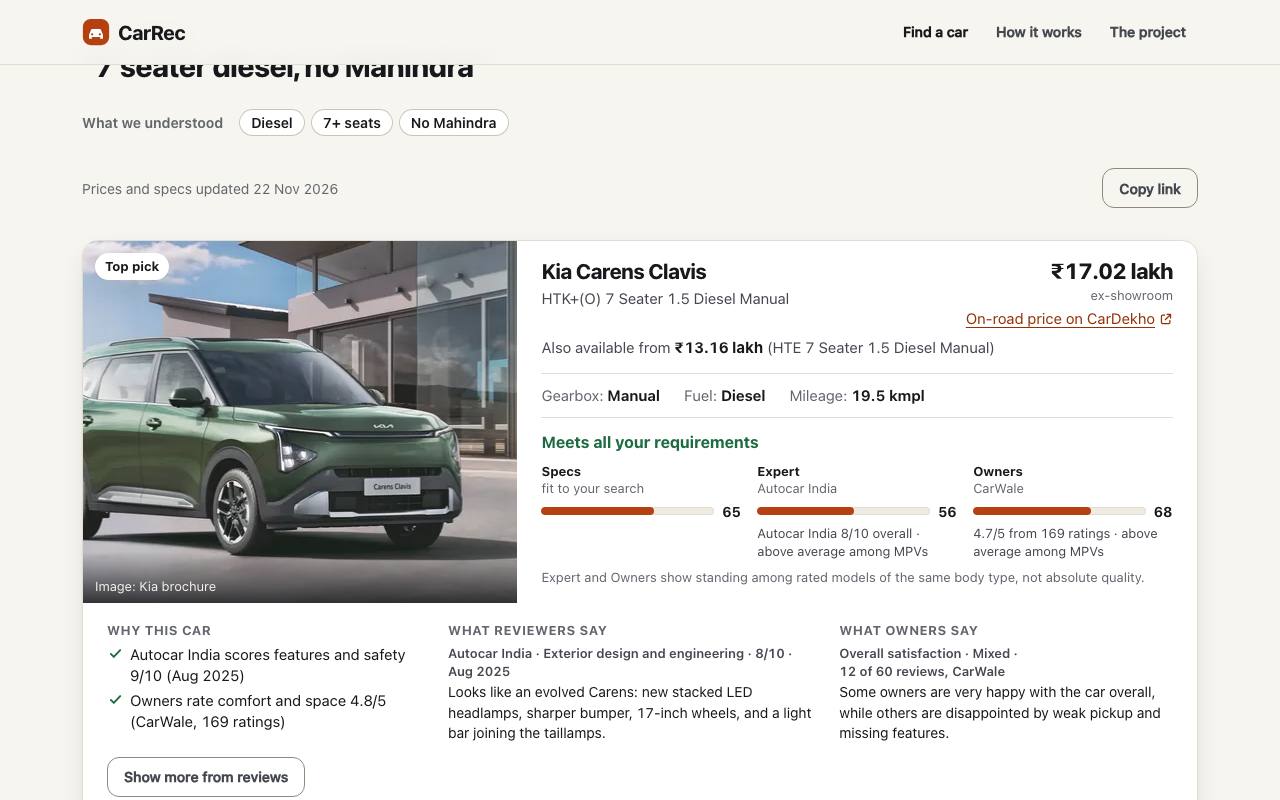 CarRec
Find a car
How it works
The project
7 seater diesel, no Mahindra
What we understood
Diesel
7+ seats
No Mahindra
Prices and specs updated 22 Nov 2026
Copy link
Top pick
Carens Clavis
Image: Kia brochure
Kia Carens Clavis
₹17.02 lakh
HTK+(O) 7 Seater 1.5 Diesel Manual
ex-showroom
On-road price on CarDekho
Also available from ₹13.16 lakh (HTE 7 Seater 1.5 Diesel Manual)
Gearbox: Manual
Fuel: Diesel
Mileage: 19.5 kmpl
Meets all your requirements
Specs
fit to your search
65
Expert
Autocar India
56
Autocar India 8/10 overall ·
above average among MPVs
Owners
CarWale
68
4.7/5 from 169 ratings · above
average among MPVs
Expert and Owners show standing among rated models of the same body type, not absolute quality.
WHY THIS CAR
Autocar India scores features and safety
9/10 (Aug 2025)
Owners rate comfort and space 4.8/5
(CarWale, 169 ratings)
WHAT REVIEWERS SAY
Autocar India · Exterior design and engineering · 8/10 ·
Aug 2025
Looks like an evolved Carens: new stacked LED
headlamps, sharper bumper, 17-inch wheels, and a light
bar joining the taillamps.
WHAT OWNERS SAY
Overall satisfaction · Mixed ·
12 of 60 reviews, CarWale
Some owners are very happy with the car overall,
while others are disappointed by weak pickup and
missing features.
Show more from reviews